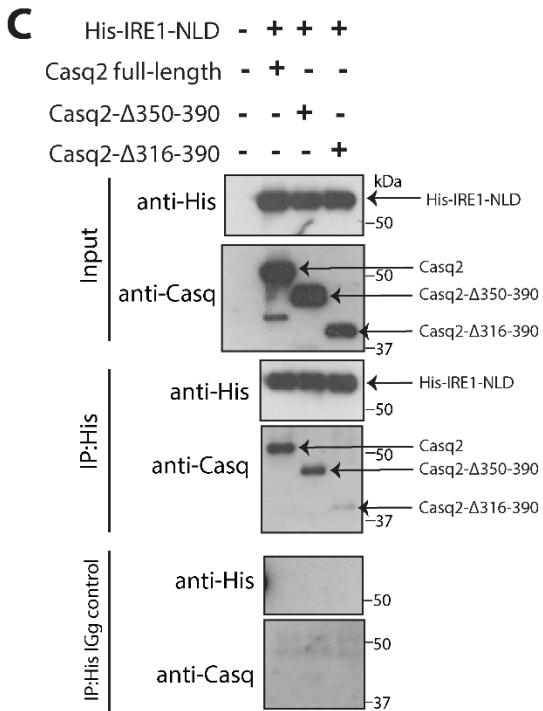 C
His-IRE1-NLD - + + +
Casq2 full-length - + - -
Casq2-Δ350-390 - - + -
Casq2-Δ316-390 - - - +
Input
anti-His
kDa
His-IRE1-NLD
50
anti-Casq
50
Casq2
Casq2-Δ350-390
Casq2-Δ316-390
37
IP:His
anti-His
His-IRE1-NLD
50
anti-Casq
50
Casq2
Casq2-Δ350-390
Casq2-Δ316-390
37
IP:His IGg control
anti-His
50
anti-Casq
50
37